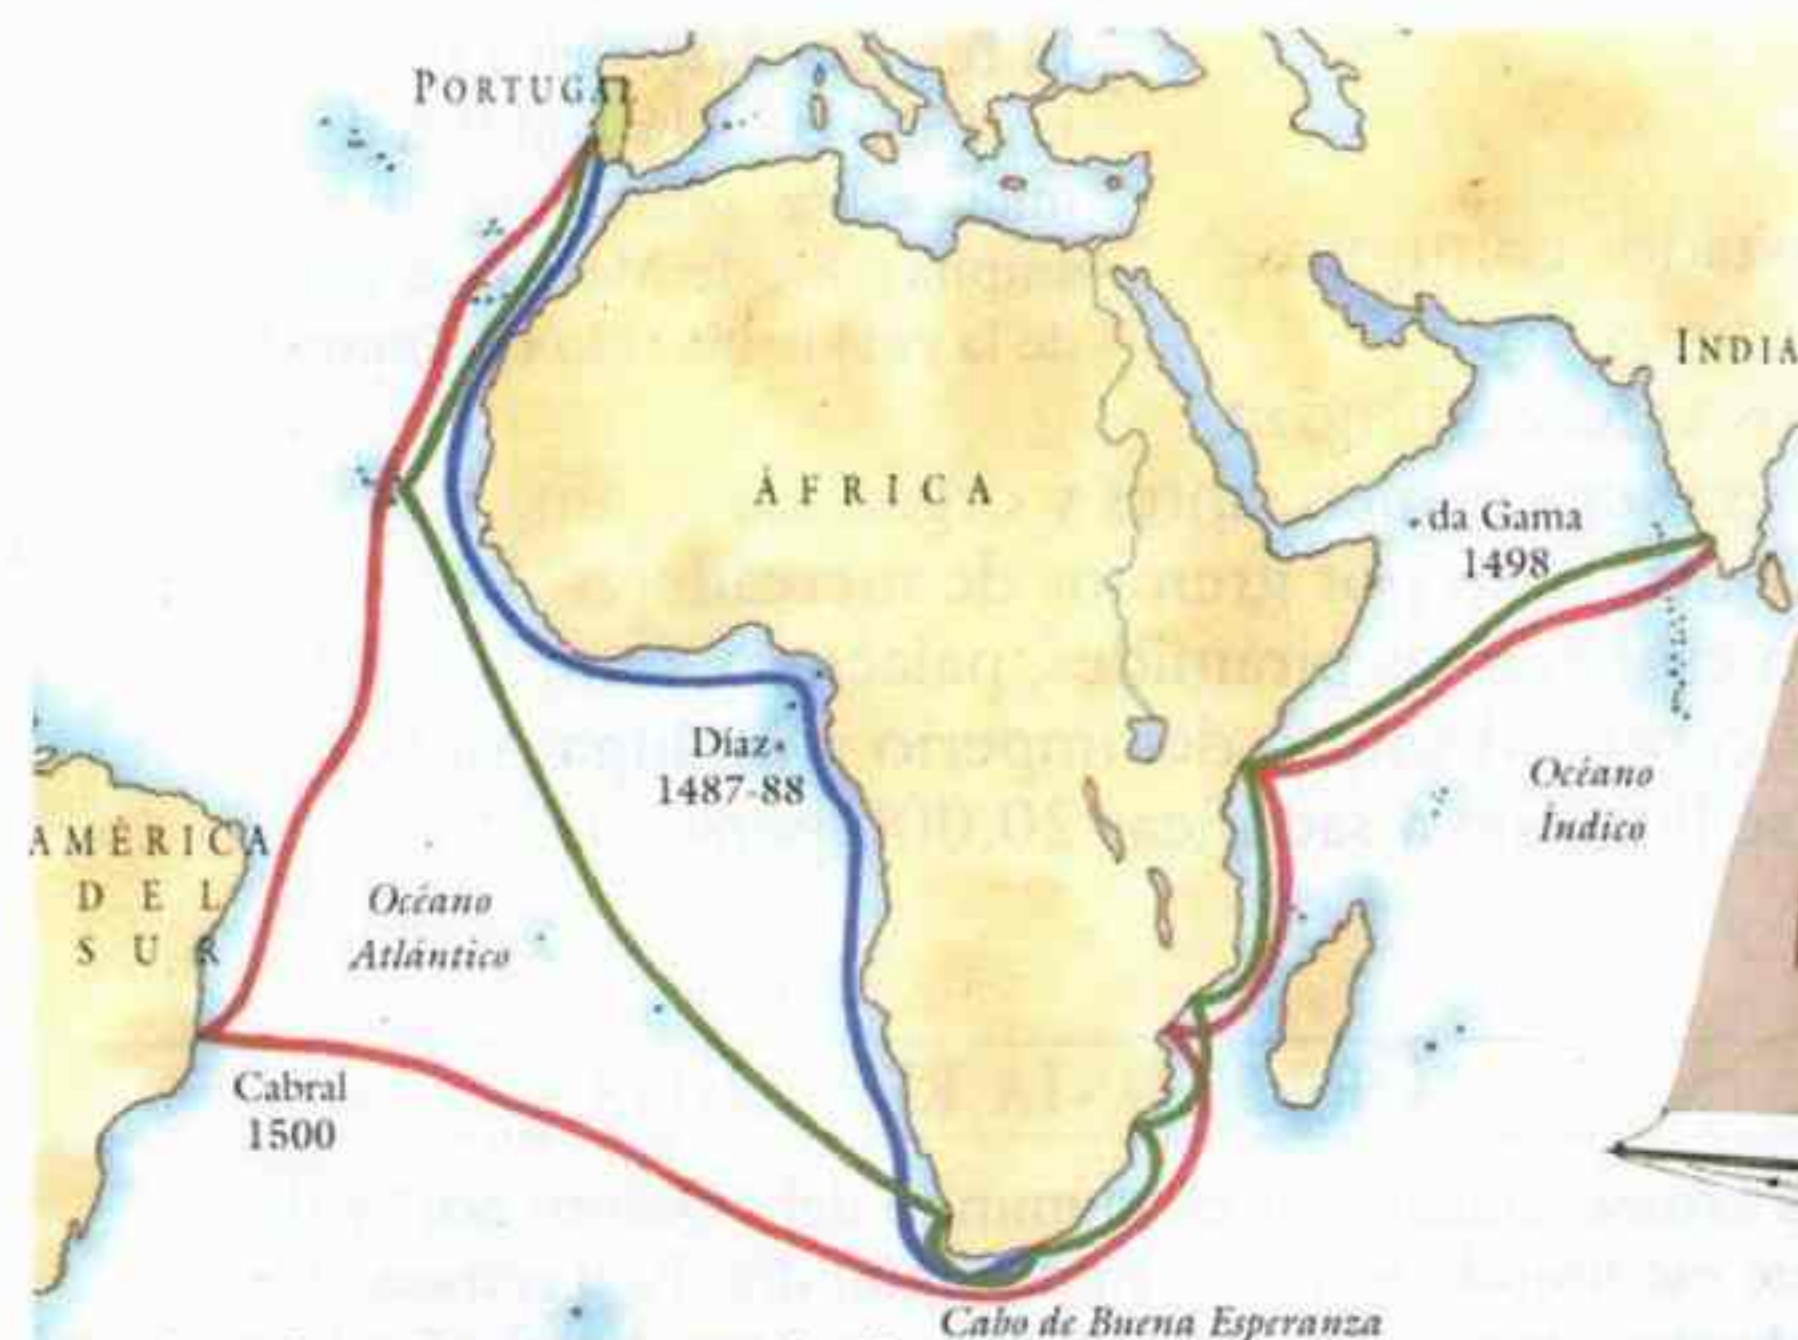 PORTUGAL
INDIA
ÁFRICA
da Gama
1498
Díaz
1487-88
Océano
Índico
AMÉRICA
DEL
SUR
Océano
Atlántico
Cabral
1500
Cabo de Buena Esperanza